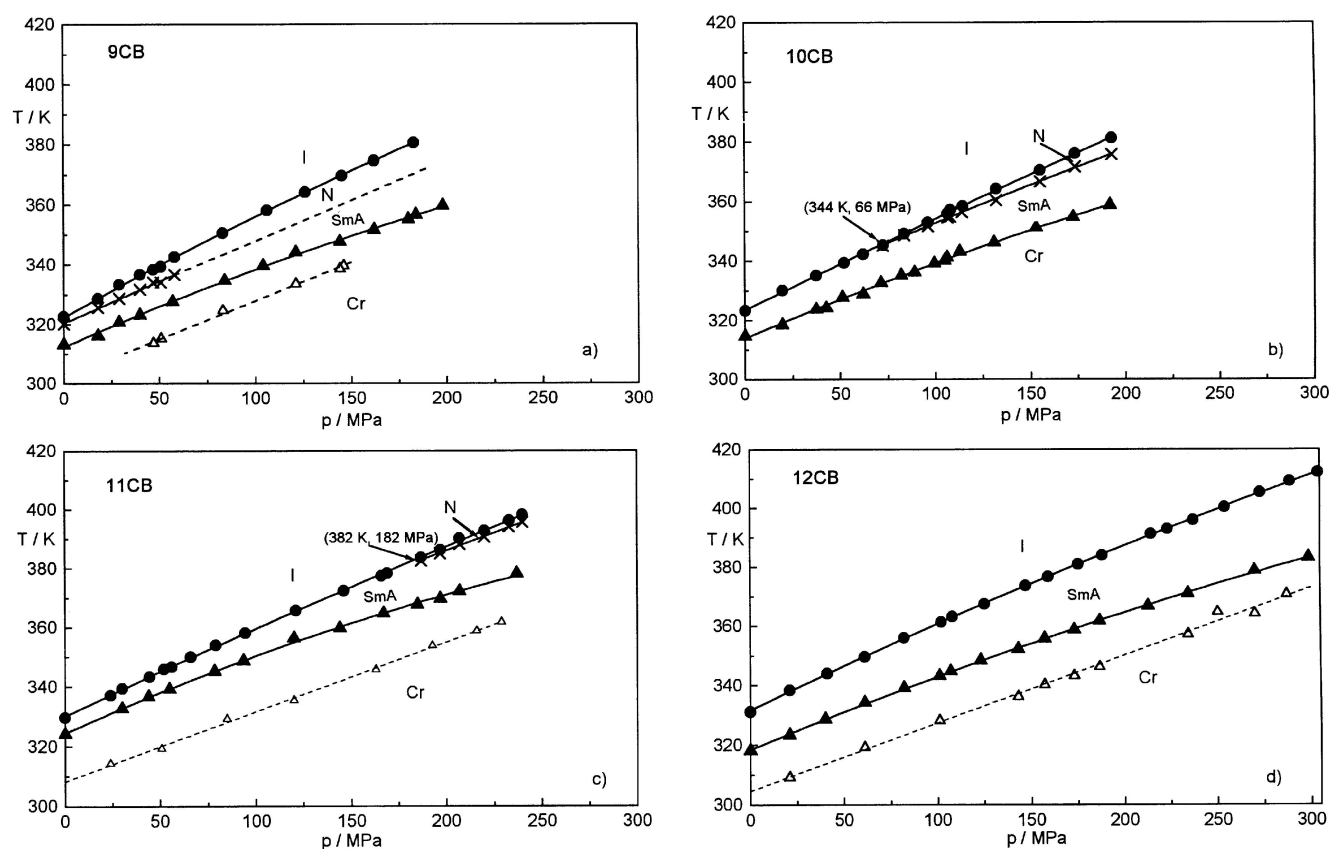 420
9CB
400
T / K
380
I
N
360
SmA
340
Cr
320
a)
300
0 50 100 150 200 250 300
p / MPa
420
10CB
400
T / K
380
N
I
360
(344 K, 66 MPa)
SmA
340
Cr
320
b)
300
0 50 100 150 200 250 300
p / MPa
420
11CB
400
N
T / K
(382 K, 182 MPa)
380
I
SmA
360
340
Cr
320
c)
300
0 50 100 150 200 250 300
p / MPa
420
12CB
400
T / K
I
380
SmA
360
340
Cr
320
d)
300
0 50 100 150 200 250 300
p / MPa